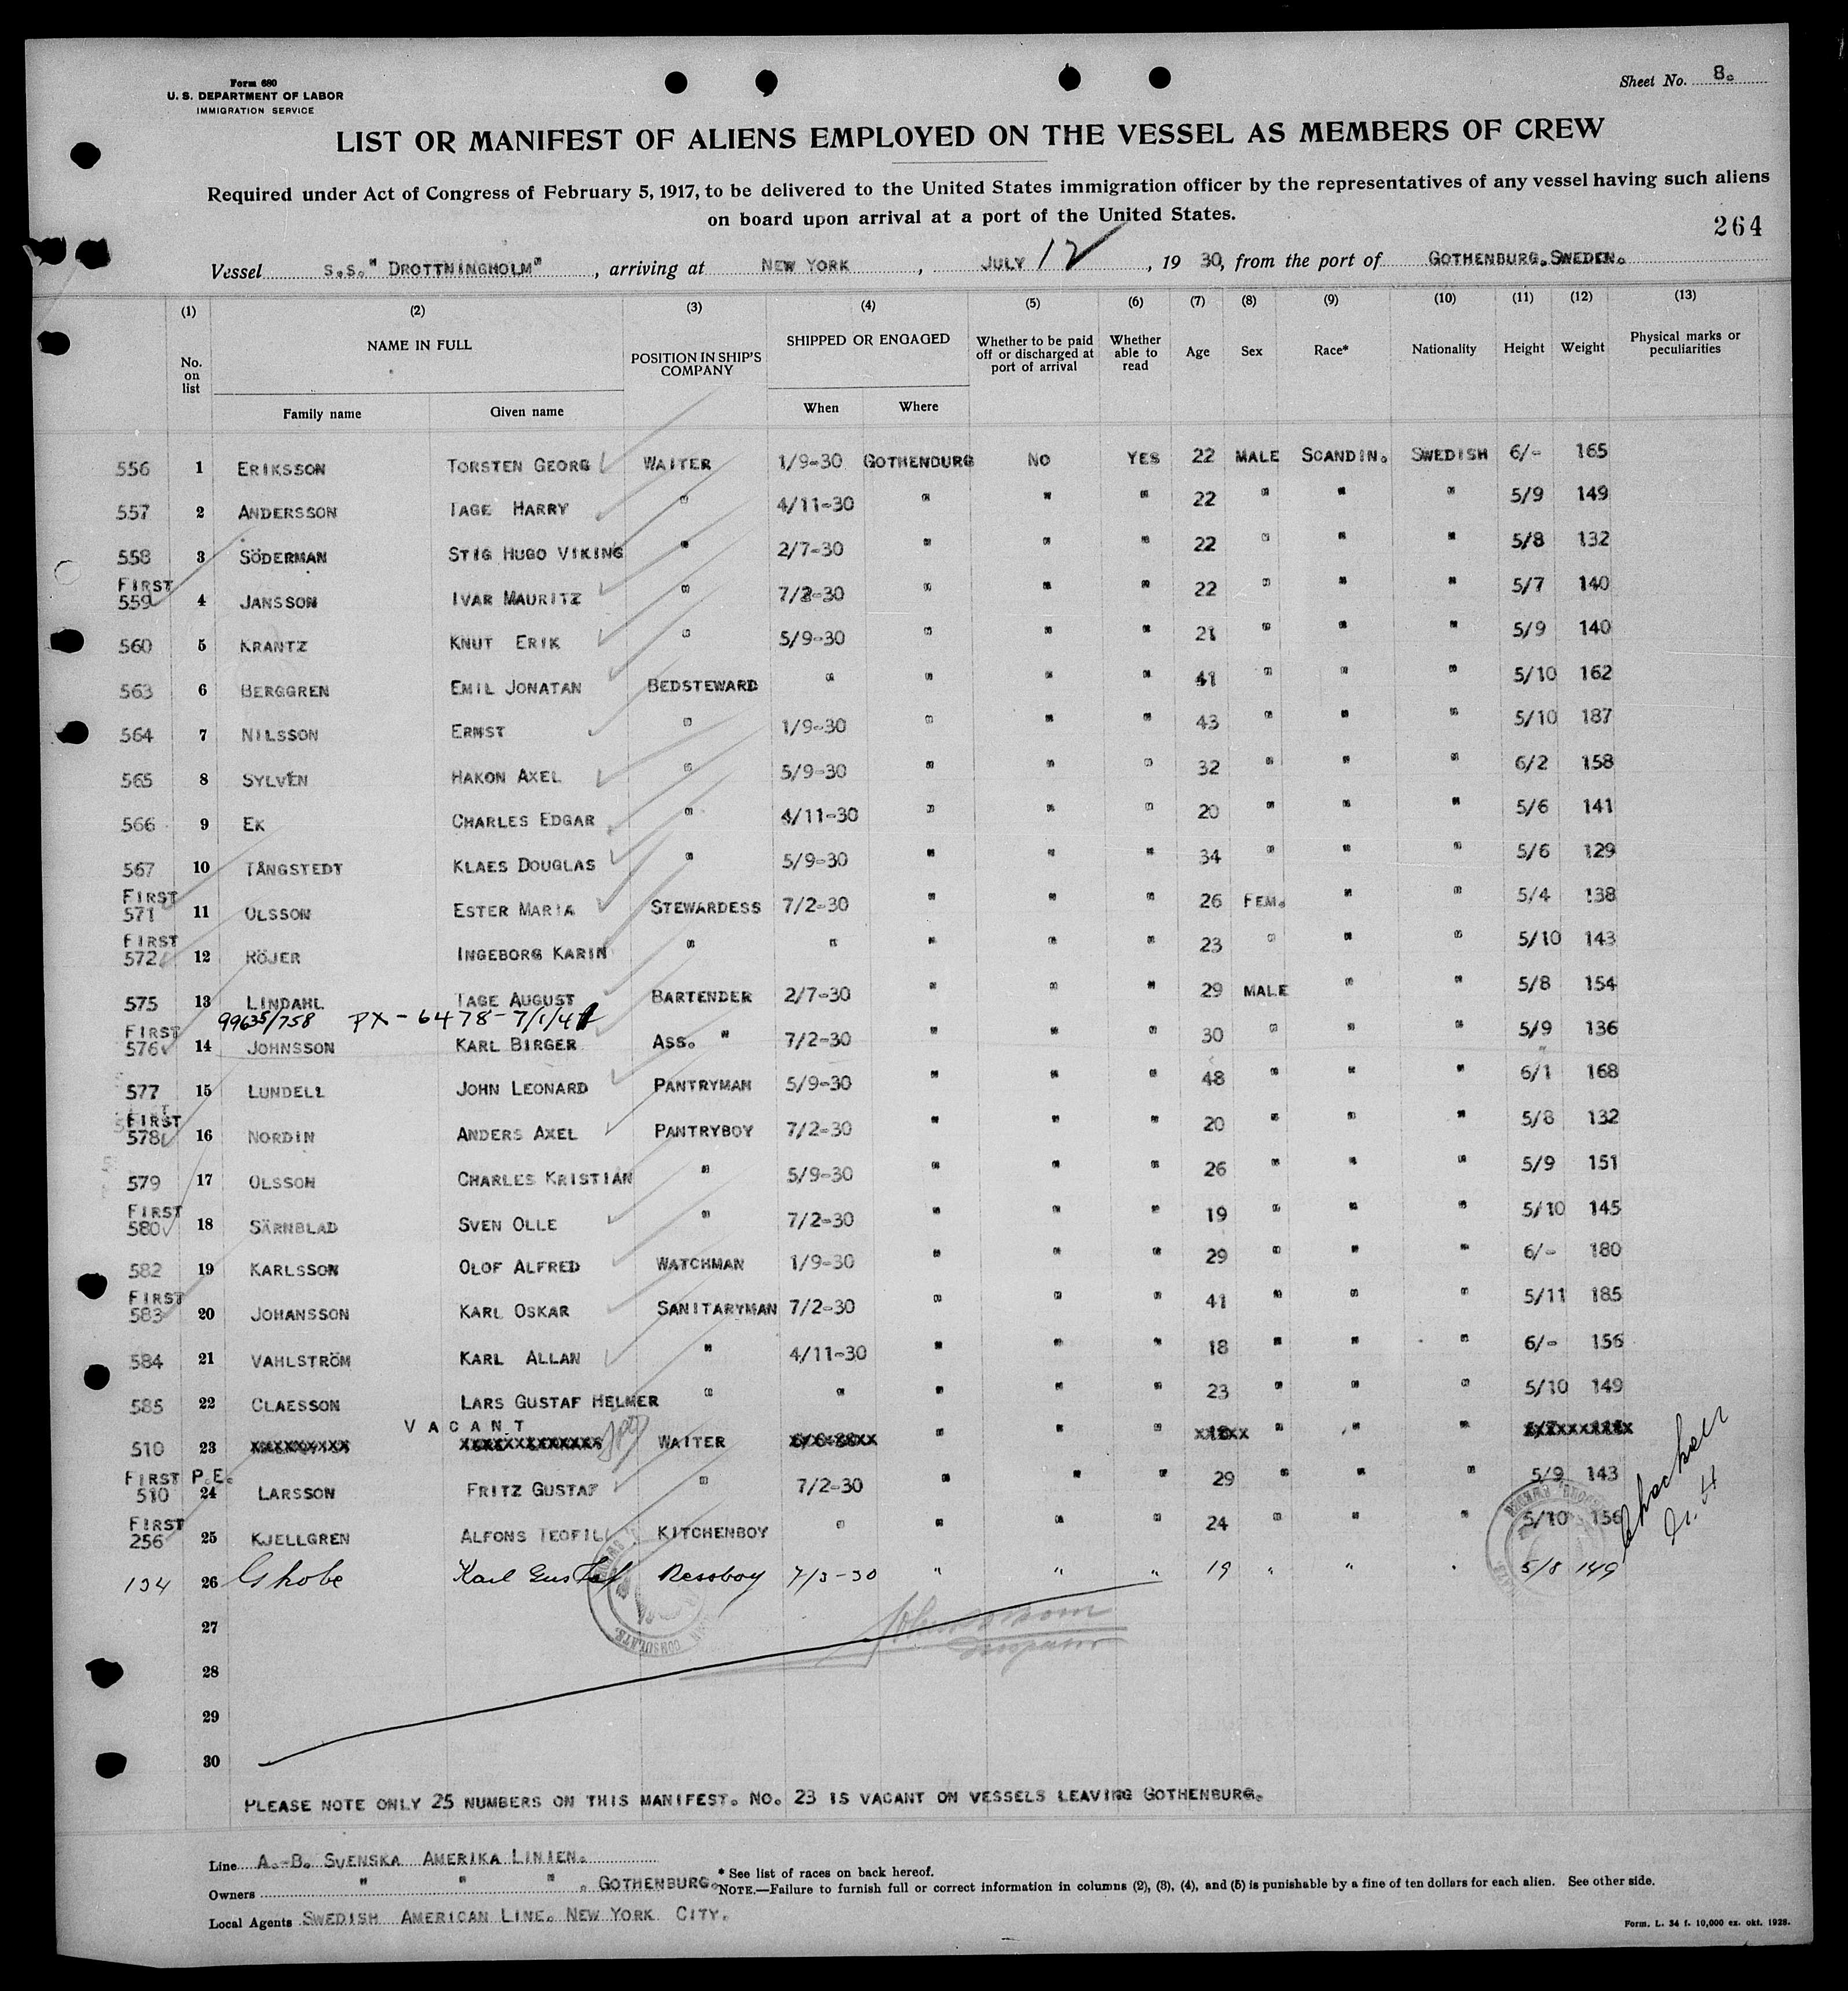 Form 680
U. S. DEPARTMENT OF LABOR
IMMIGRATION SERVICE
Sheet No. 8.
LIST OR MANIFEST OF ALIENS EMPLOYED ON THE VESSEL AS MEMBERS OF CREW
Required under Act of Congress of February 5, 1917, to be delivered to the United States immigration officer by the representatives of any vessel having such aliens
on board upon arrival at a port of the United States.
264
Vessel S.S." DROTTNINGHOLM" , arriving at NEW YORK , JULY 12 , 19 30, from the port of GOTHENBURG.SWEDEN.
(1) (2) (3) (4) (5) (6) (7) (8) (9) (10) (11) (12) (13)
No. on list NAME IN FULL POSITION IN SHIP'S COMPANY SHIPPED OR ENGAGED Whether to be paid off or discharged at port of arrival Whether able to read Age Sex Race* Nationality Height Weight Physical marks or peculiarities
Family name Given name When Where
556 1 ERIKSSON TORSTEN GEORG WAITER 1/9-30 GOTHENBURG NO YES 22 MALE SCANDIN. SWEDISH 6/- 165
557 2 ANDERSSON TAGE HARRY " 4/11-30 " " " 22 " " " 5/9 149
558 3 SÖDERMAN STIG HUGO VIKING " 2/7-30 " " " 22 " " " 5/8 132
FIRST
559 4 JANSSON IVAR MAURITZ " 7/2-30 " " " 22 " " " 5/7 140
560 5 KRANTZ KNUT ERIK " 5/9-30 " " " 21 " " " 5/9 140
563 6 BERGGREN EMIL JONATAN BEDSTEWARD " " " " 41 " " " 5/10 162
564 7 NILSSON ERNST " 1/9-30 " " " 43 " " " 5/10 187
565 8 SYLVÉN HAKON AXEL " 5/9-30 " " " 32 " " " 6/2 158
566 9 EK CHARLES EDGAR " 4/11-30 " " " 20 " " " 5/6 141
567 10 TÅNGSTEDT KLAES DOUGLAS " 5/9-30 " " " 34 " " " 5/6 129
FIRST
571 11 OLSSON ESTER MARIA STEWARDESS 7/2-30 " " " 26 FEM. " " 5/4 138
FIRST
572 12 RÖJER INGEBORG KARIN " " " " " 23 " " " 5/10 143
575 13 LINDAHL TAGE AUGUST BARTENDER 2/7-30 " " " 29 MALE " " 5/8 154
99635/758 PX-6478-7/1/41
FIRST
576 14 JOHNSSON KARL BIRGER ASS. " 7/2-30 " " " 30 " " " 5/9 136
577 15 LUNDELL JOHN LEONARD PANTRYMAN 5/9-30 " " " 48 " " " 6/1 168
FIRST
578 16 NORDIN ANDERS AXEL PANTRYBOY 7/2-30 " " " 20 " " " 5/8 132
579 17 OLSSON CHARLES KRISTIAN " 5/9-30 " " " 26 " " " 5/9 151
FIRST
580 18 SÄRNBLAD SVEN OLLE " 7/2-30 " " " 19 " " " 5/10 145
582 19 KARLSSON OLOF ALFRED WATCHMAN 1/9-30 " " " 29 " " " 6/- 180
FIRST
583 20 JOHANSSON KARL OSKAR SANITARYMAN 7/2-30 " " " 41 " " " 5/11 185
584 21 VAHLSTRÖM KARL ALLAN " 4/11-30 " " " 18 " " " 6/- 156
585 22 CLAESSON LARS GUSTAF HELMER " " " " " 23 " " " 5/10 149
V A C A N T
510 23 WAITER " " " " " "
FIRST P.E.
510 24 LARSSON FRITZ GUSTAF " 7/2-30 " " " 29 " " " 5/9 143
FIRST
256 25 KJELLGREN ALFONS TEOFIL KITCHENBOY " " " " 24 " " " 5/10 156
134 26 Karl Gustaf Messboy 7/3-30 " " " 19 " " " 5/8 149
27
28
29
30
PLEASE NOTE ONLY 25 NUMBERS ON THIS MANIFEST. NO. 23 IS VACANT ON VESSELS LEAVING GOTHENBURG.
Line A.-B. SVENSKA AMERIKA LINIEN.
Owners " " " . GOTHENBURG.
Local Agents SWEDISH AMERICAN LINE. NEW YORK CITY.
* See list of races on back hereof.
NOTE.—Failure to furnish full or correct information in columns (2), (3), (4), and (5) is punishable by a fine of ten dollars for each alien. See other side.
Form. L. 34 f. 10,000 ex. okt. 1928.